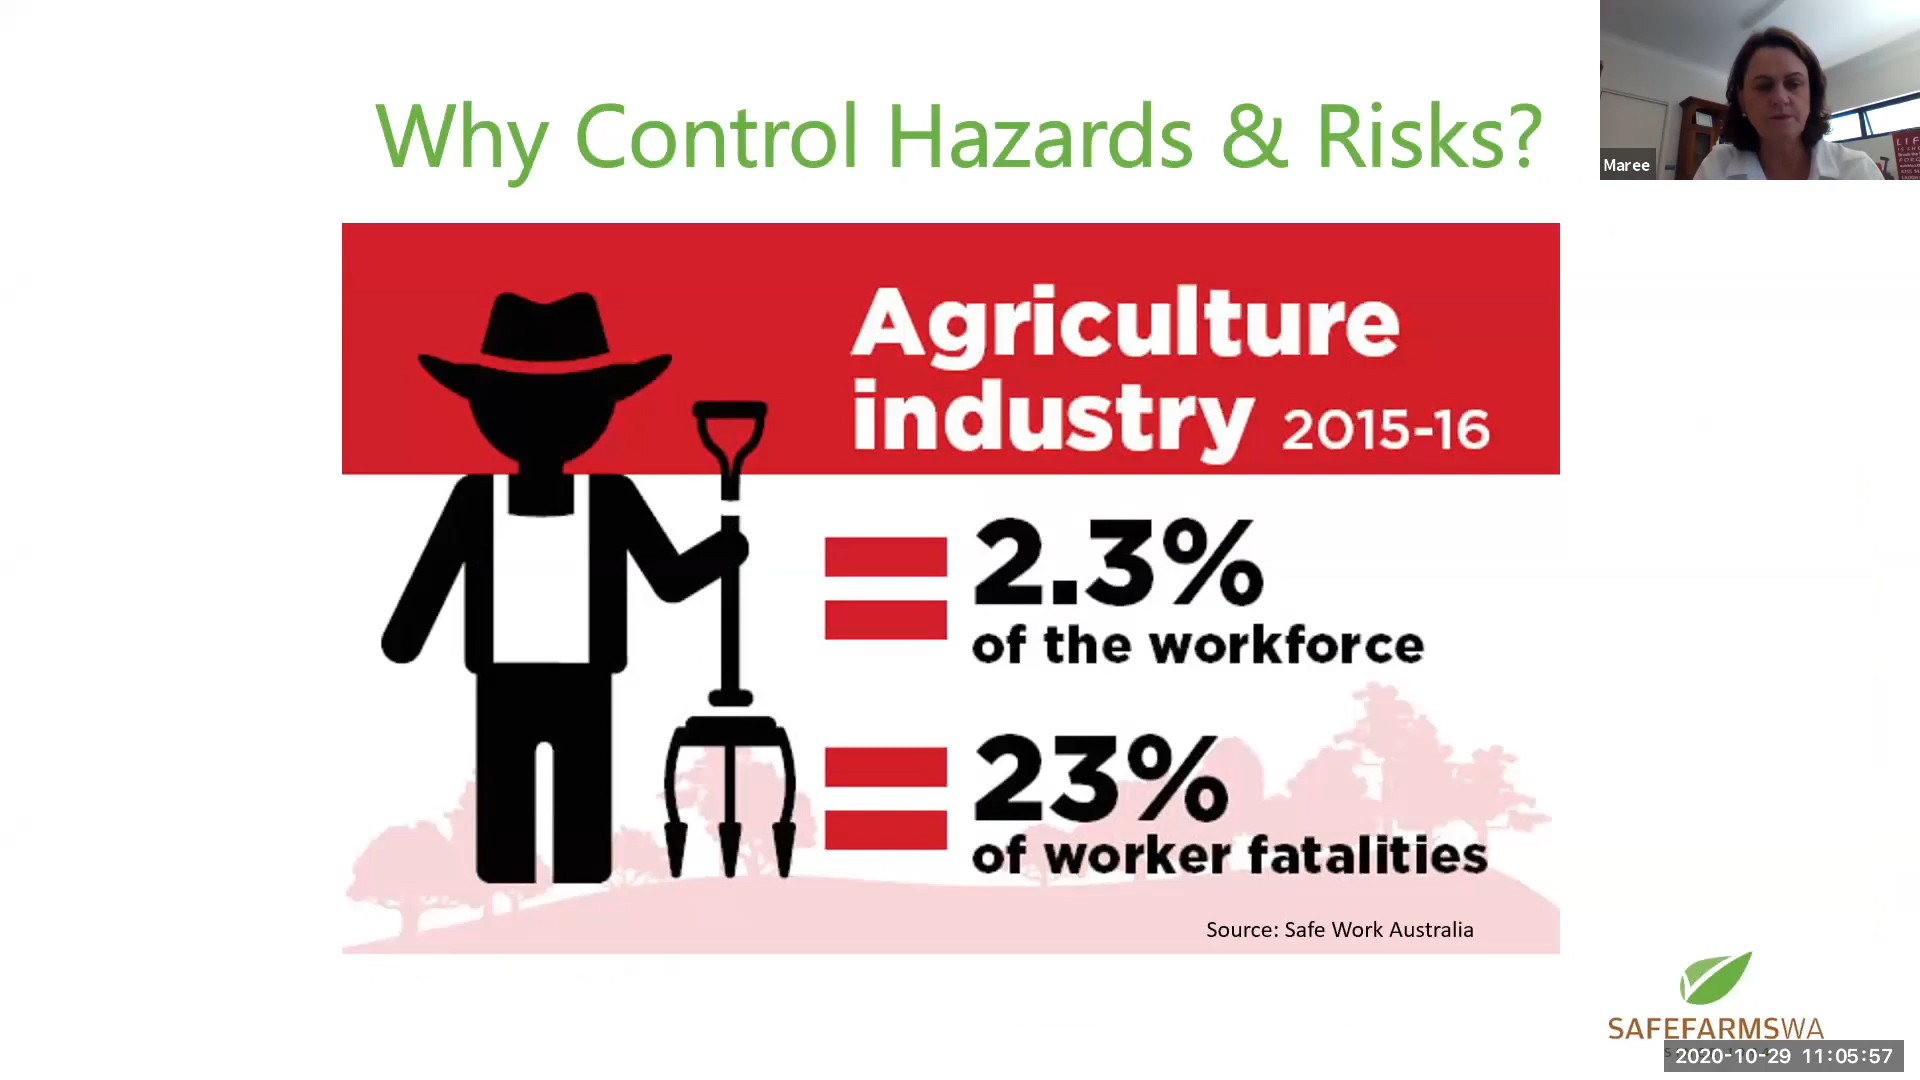 Why Control Hazards & Risks?
Maree
LIFE
Agriculture
industry 2015-16
2.3%
of the workforce
23%
of worker fatalities
Source: Safe Work Australia
SAFEFARMSWA
2020-10-29 11:05:57